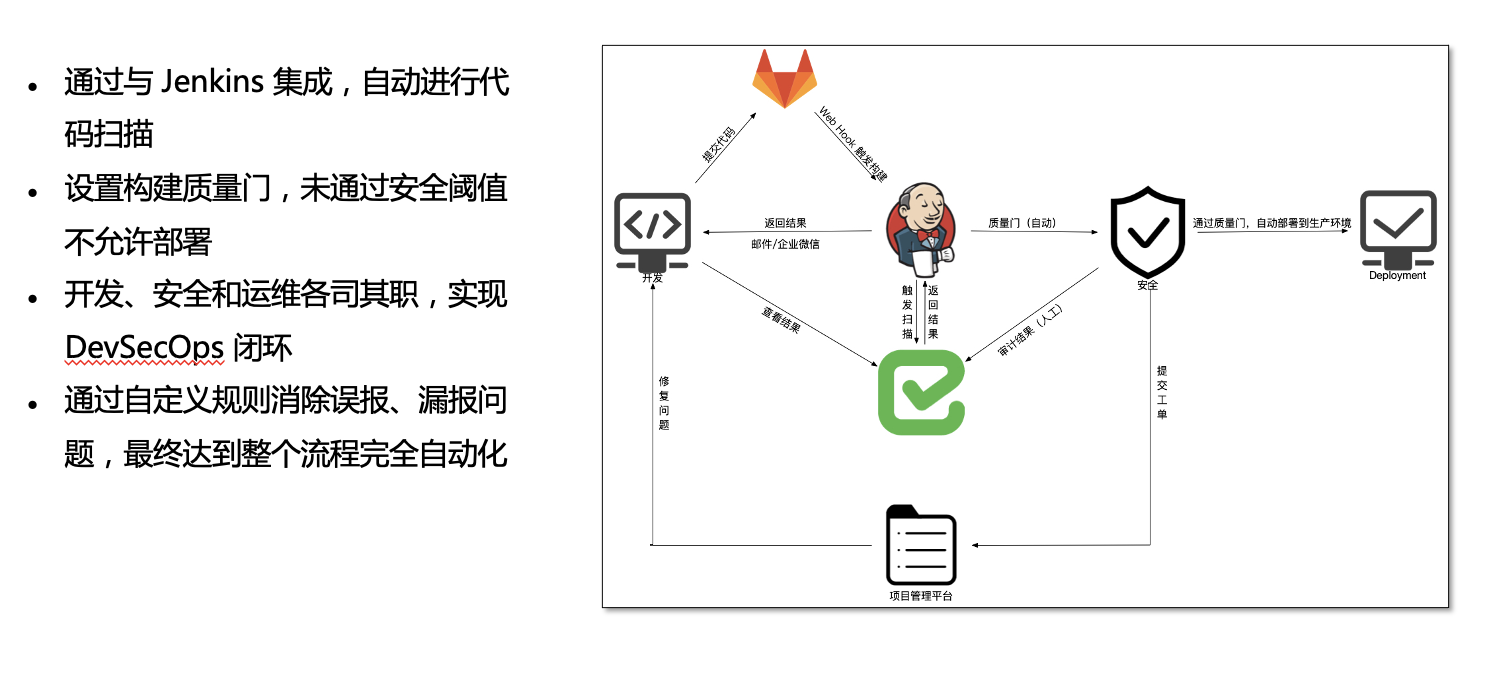 • 通过与 Jenkins 集成，自动进行代
码扫描
• 设置构建质量门，未通过安全阈值
不允许部署
• 开发、安全和运维各司其职，实现
DevSecOps 闭环
• 通过自定义规则消除误报、漏报问
题，最终达到整个流程完全自动化
提交代码
Web Hook 触发构建
返回结果
邮件/企业微信
质量门（自动）
通过质量门，自动部署到生产环境
开发
安全
Deployment
查看结果
触发扫描
返回结果
审计结果（人工）
修复问题
提交工单
项目管理平台